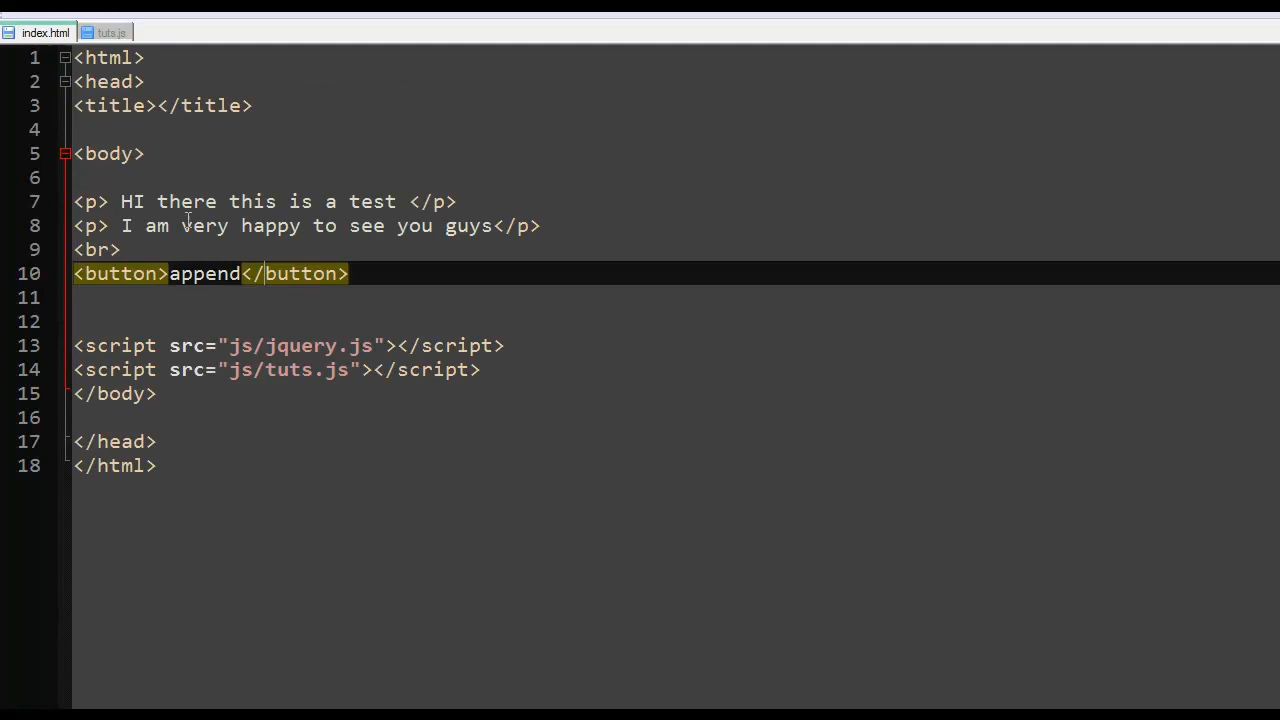 index.html tuts.js
1 <html>
2 <head>
3 <title></title>
4
5 <body>
6
7 <p> HI there this is a test </p>
8 <p> I am very happy to see you guys</p>
9 <br>
10 <button>append</button>
11
12
13 <script src="js/jquery.js"></script>
14 <script src="js/tuts.js"></script>
15 </body>
16
17 </head>
18 </html>